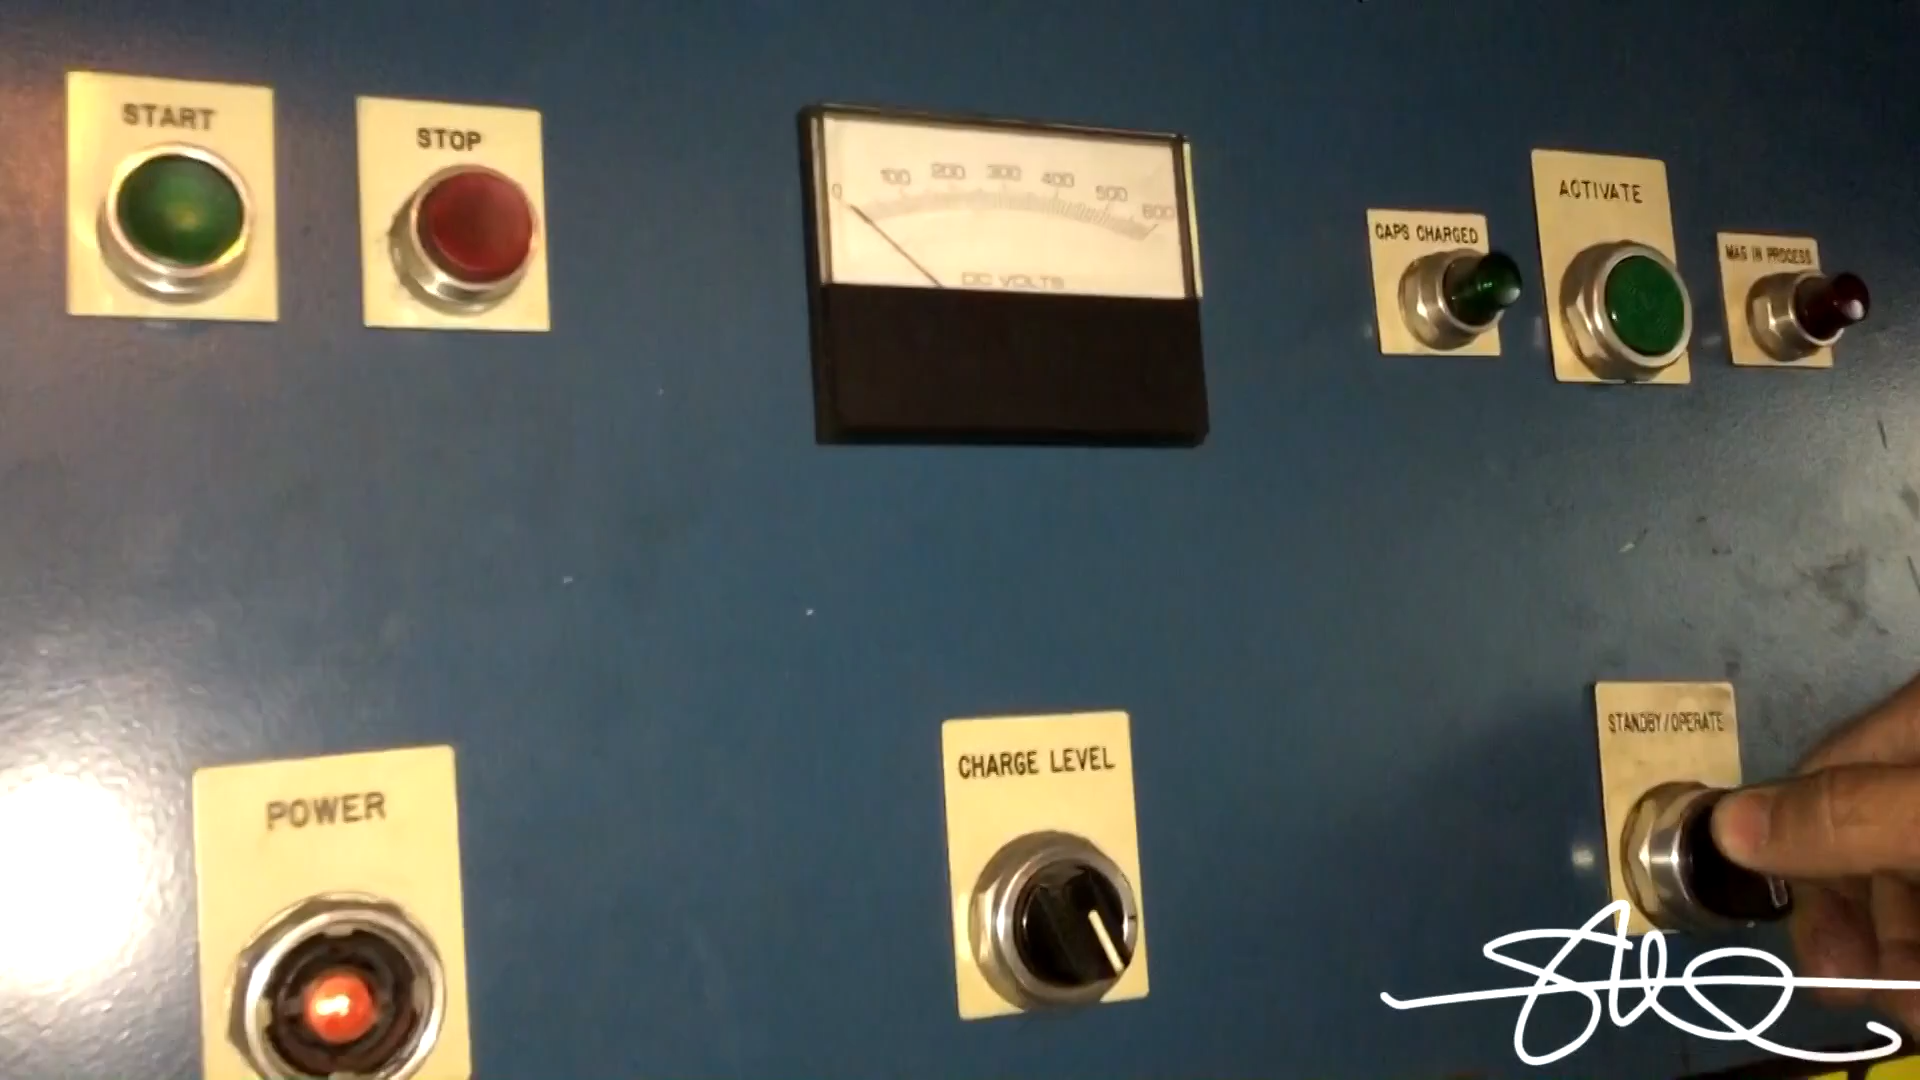 START
STOP
0 100 200 300 400 500 600
DC VOLTS
CAPS CHARGED
ACTIVATE
MAG IN PROCESS
POWER
CHARGE LEVEL
STANDBY/OPERATE